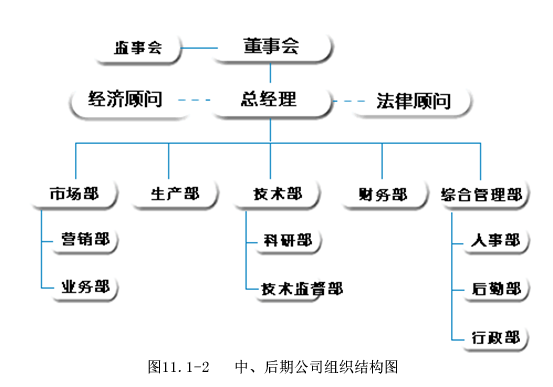 监事会 董事会
经济顾问 总经理 法律顾问
市场部 生产部 技术部 财务部 综合管理部
营销部 科研部 人事部
业务部 技术监督部 后勤部
行政部
图11.1-2 中、后期公司组织结构图